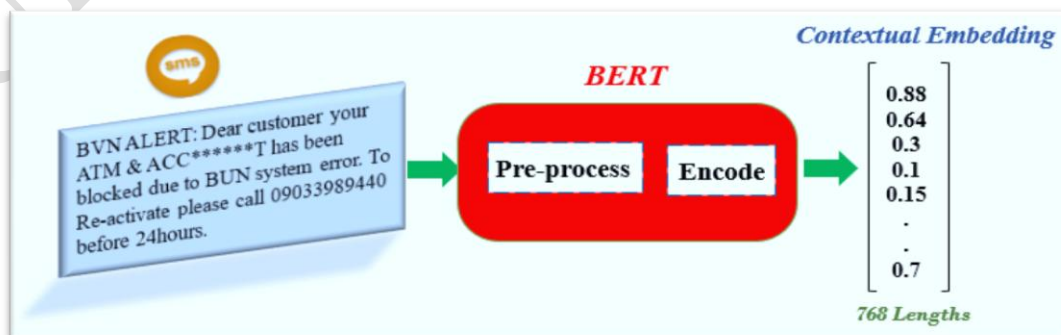 sms
BVN ALERT: Dear customer your
ATM & ACC******T has been
blocked due to BUN system error. To
Re-activate please call 09033989440
before 24hours.
BERT
Pre-process
Encode
Contextual Embedding
0.88
0.64
0.3
0.1
0.15
.
.
0.7
768 Lengths